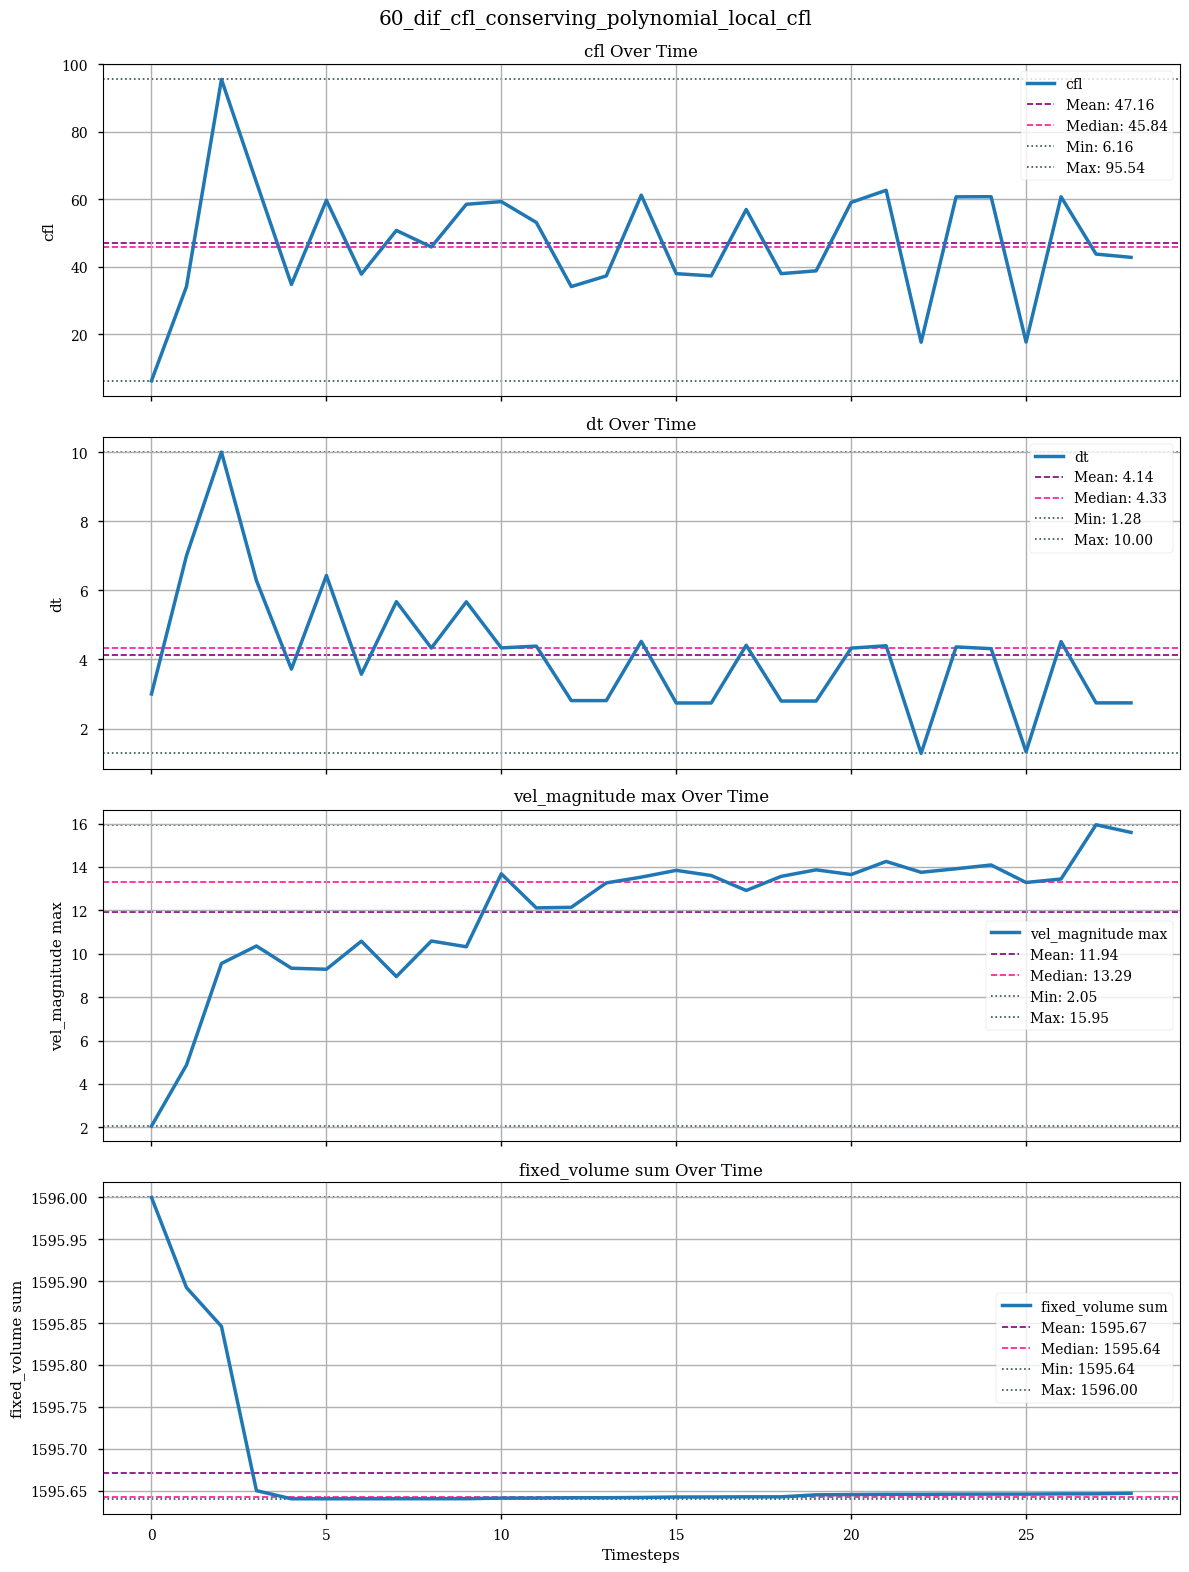 60_dif_cfl_conserving_polynomial_local_cfl
cfl Over Time
100
80
60
40
20
cfl
cfl
Mean: 47.16
Median: 45.84
Min: 6.16
Max: 95.54
dt Over Time
10
8
6
4
2
dt
dt
Mean: 4.14
Median: 4.33
Min: 1.28
Max: 10.00
vel_magnitude max Over Time
16
14
12
10
8
6
4
2
vel_magnitude max
vel_magnitude max
Mean: 11.94
Median: 13.29
Min: 2.05
Max: 15.95
fixed_volume sum Over Time
1596.00
1595.95
1595.90
1595.85
1595.80
1595.75
1595.70
1595.65
fixed_volume sum
fixed_volume sum
Mean: 1595.67
Median: 1595.64
Min: 1595.64
Max: 1596.00
0 5 10 15 20 25
Timesteps